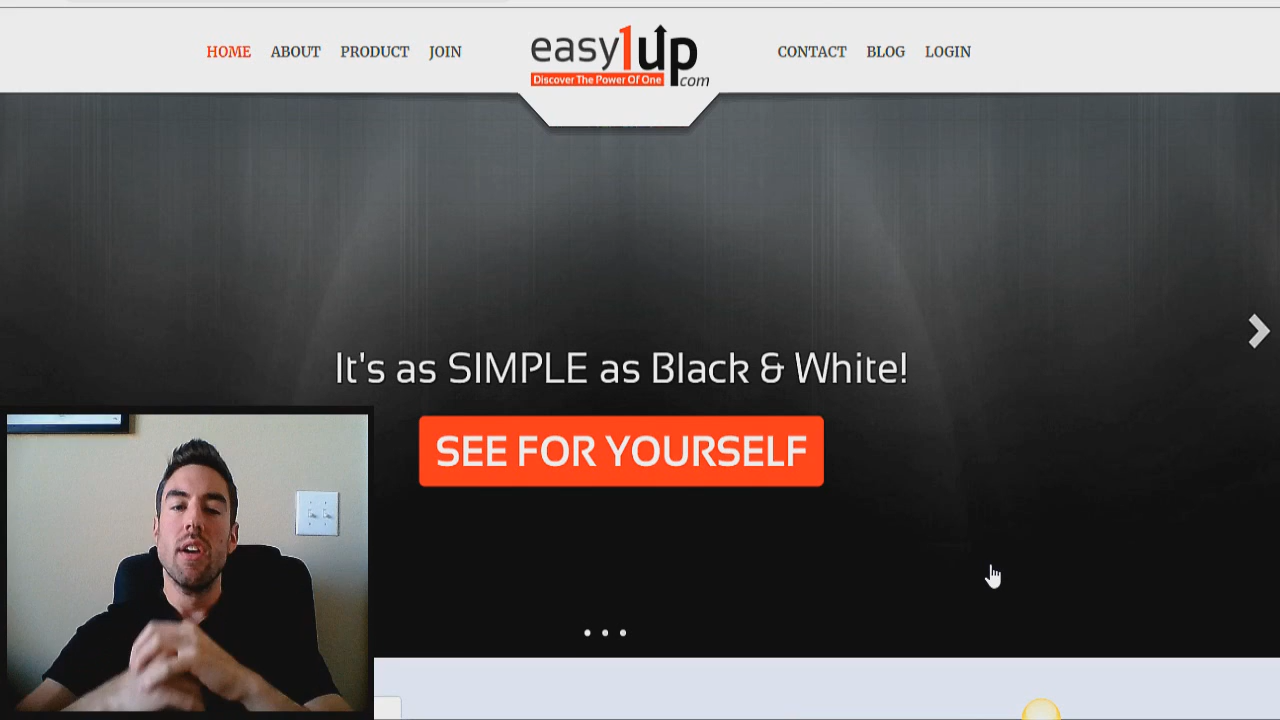 HOME ABOUT PRODUCT JOIN
easy1up
Discover The Power Of One
.com
CONTACT BLOG LOGIN
It's as SIMPLE as Black & White!
SEE FOR YOURSELF